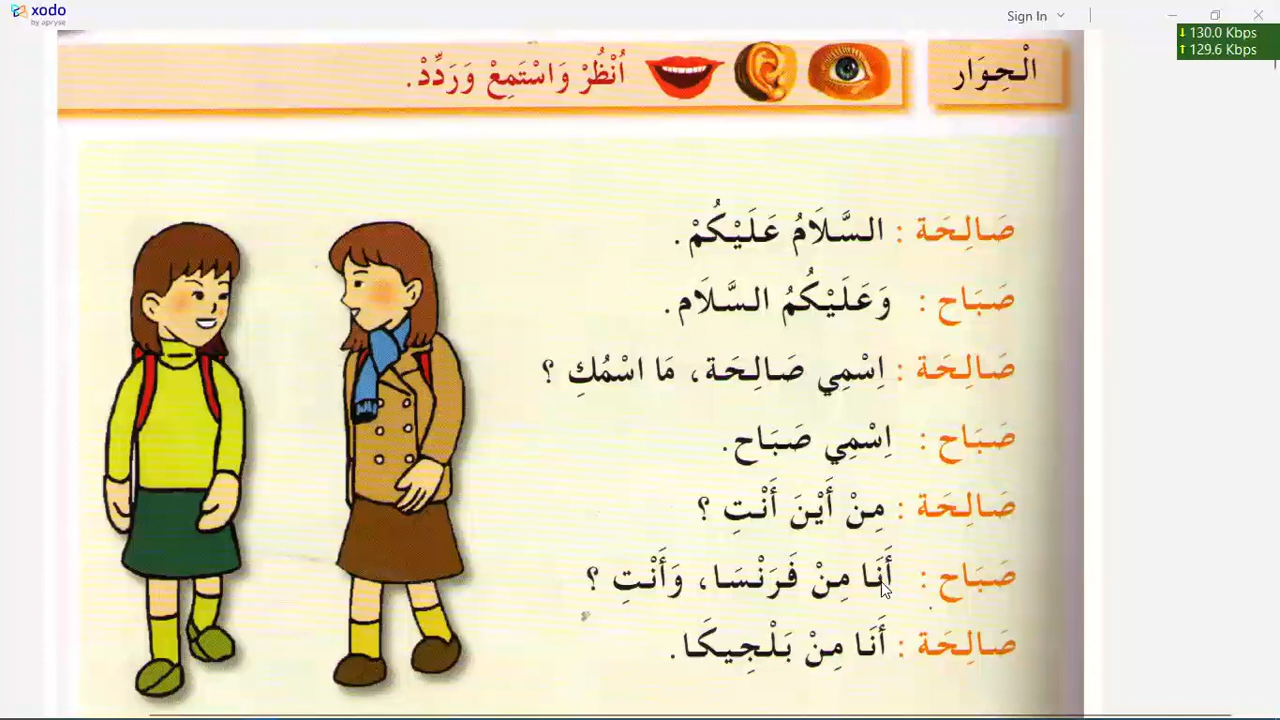 xodo
by apryse
Sign In
130.0 Kbps
129.6 Kbps
الْحِوَار
اُنْظُرْ وَاسْتَمِعْ وَرَدِّدْ.
صَالِحَة : السَّلَامُ عَلَيْكُمْ.
صَبَاح : وَعَلَيْكُمُ السَّلَام.
صَالِحَة : اِسْمِي صَالِحَة، مَا اسْمُكِ ؟
صَبَاح : اِسْمِي صَبَاح.
صَالِحَة : مِنْ أَيْنَ أَنْتِ ؟
صَبَاح : أَنَا مِنْ فَرَنْسَا، وَأَنْتِ ؟
صَالِحَة : أَنَا مِنْ بَلْجِيكَا.